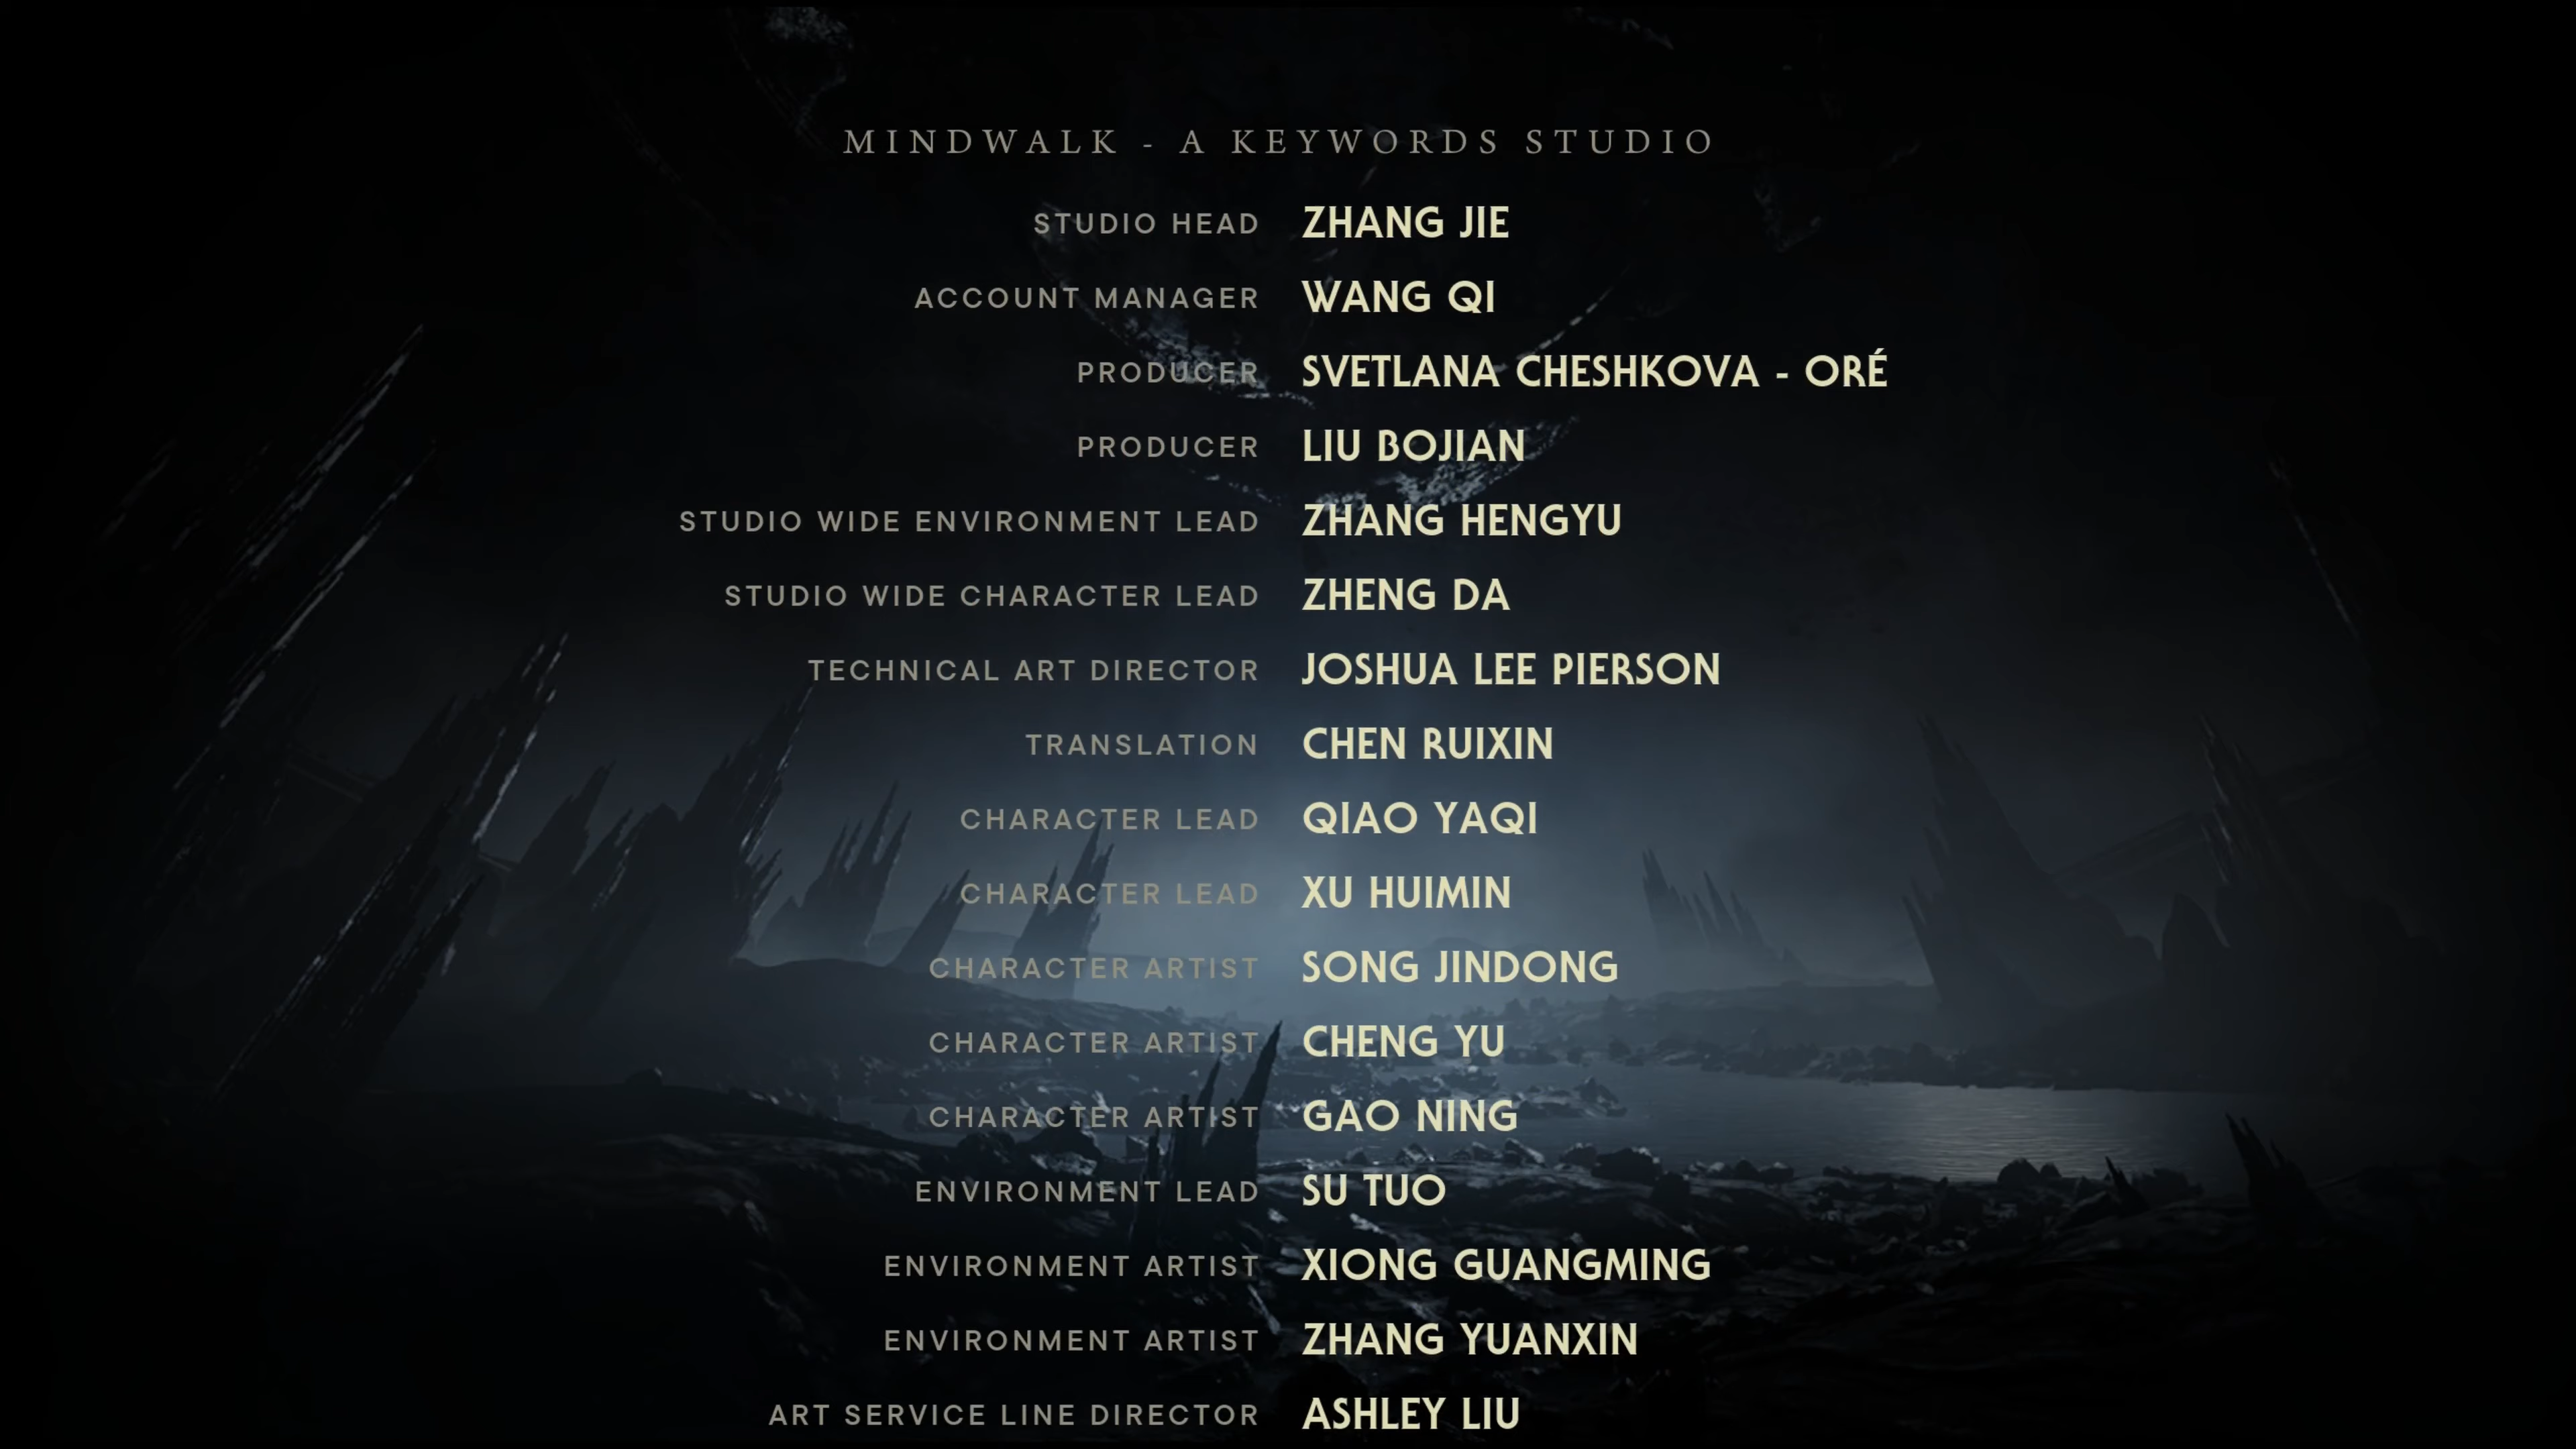 MINDWALK - A KEYWORDS STUDIO
STUDIO HEAD ZHANG JIE
ACCOUNT MANAGER WANG QI
PRODUCER SVETLANA CHESHKOVA - ORÉ
PRODUCER LIU BOJIAN
STUDIO WIDE ENVIRONMENT LEAD ZHANG HENGYU
STUDIO WIDE CHARACTER LEAD ZHENG DA
TECHNICAL ART DIRECTOR JOSHUA LEE PIERSON
TRANSLATION CHEN RUIXIN
CHARACTER LEAD QIAO YAQI
CHARACTER LEAD XU HUIMIN
CHARACTER ARTIST SONG JINDONG
CHARACTER ARTIST CHENG YU
CHARACTER ARTIST GAO NING
ENVIRONMENT LEAD SU TUO
ENVIRONMENT ARTIST XIONG GUANGMING
ENVIRONMENT ARTIST ZHANG YUANXIN
ART SERVICE LINE DIRECTOR ASHLEY LIU